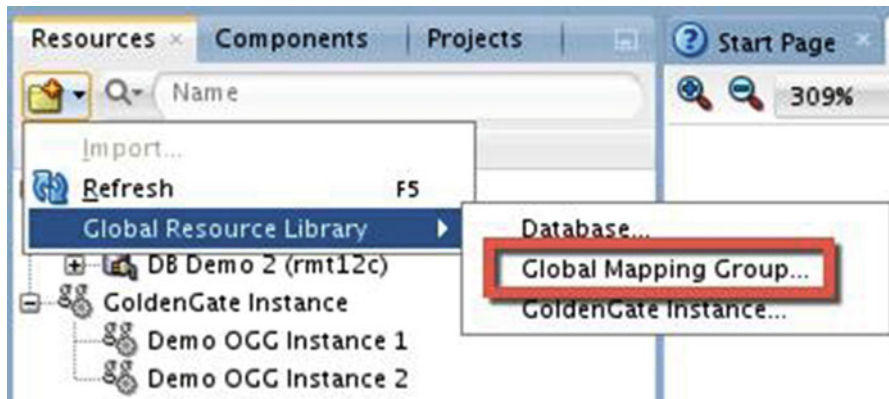 Resources Components Projects Start Page
Name 309%
Import...
Refresh F5
Global Resource Library Database...
DB Demo 2 (rmt12c) Global Mapping Group...
GoldenGate Instance GoldenGate Instance...
Demo OGG Instance 1
Demo OGG Instance 2